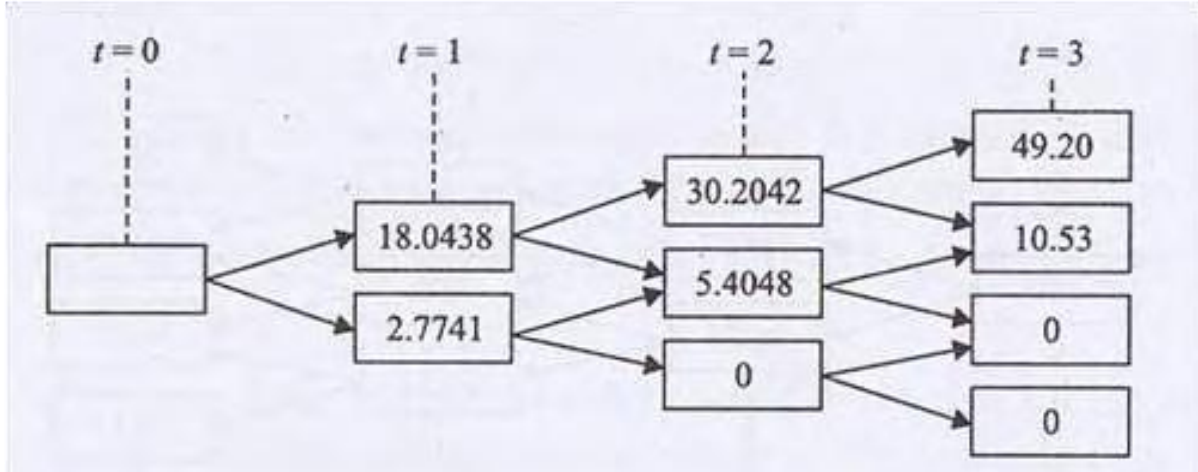 t = 0
t = 1
t = 2
t = 3
49.20
30.2042
18.0438
10.53
5.4048
2.7741
0
0
0